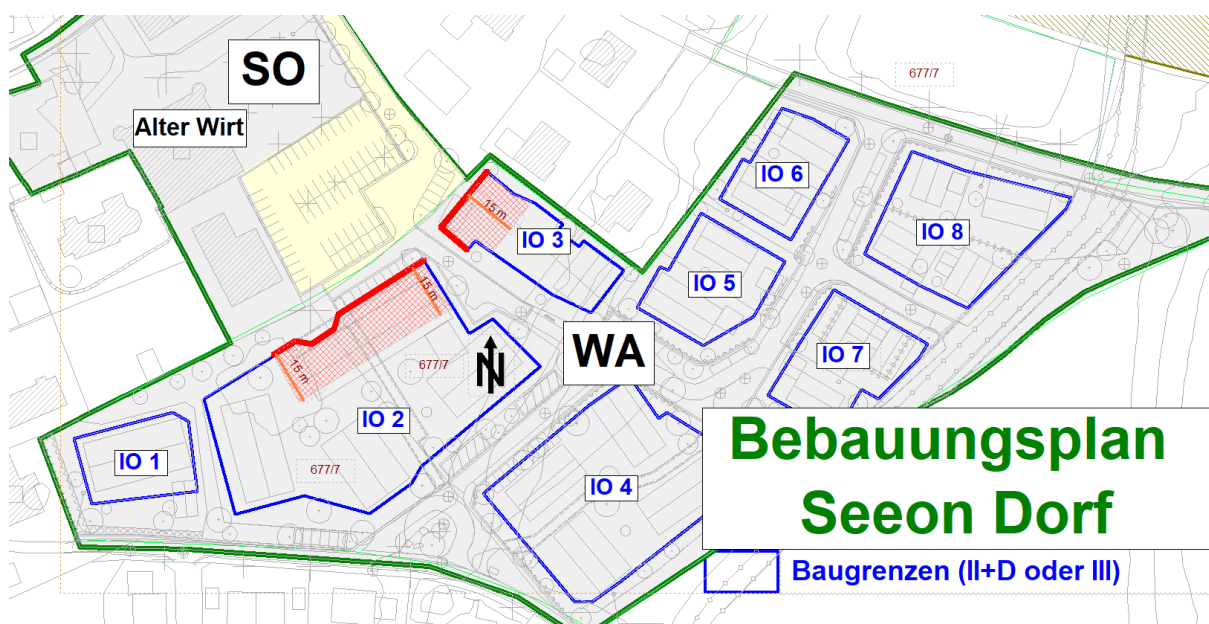 SO
677/7
Alter Wirt
IO 6
15 m
IO 3
IO 8
IO 5
15 m
WA
IO 7
677/7
N
15 m
IO 2
IO 1
677/7
IO 4
Bebauungsplan
Seeon Dorf
Baugrenzen (II+D oder III)